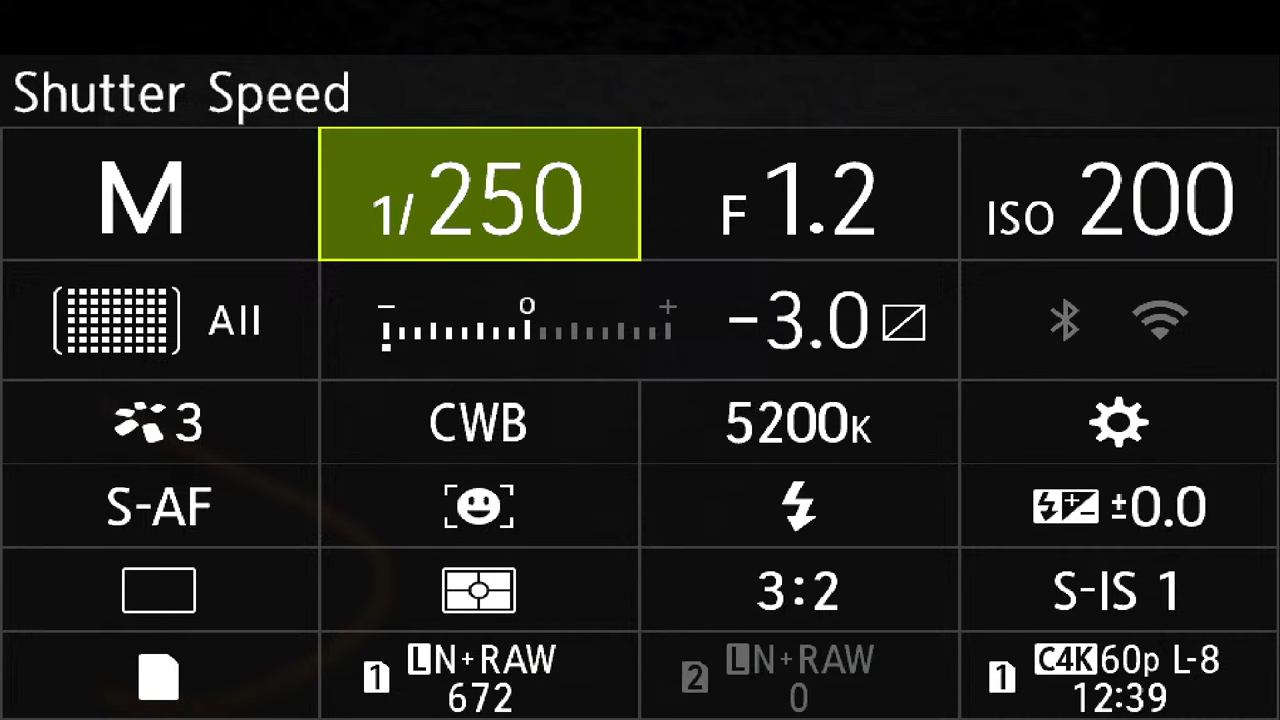 Shutter Speed
M
1/250
F 1.2
ISO 200
All
− o +
−3.0
3
CWB
5200K
S-AF
±0.0
3:2
S-IS 1
1 LN+RAW
672
2 LN+RAW
0
1 C4K 60p L-8
12:39